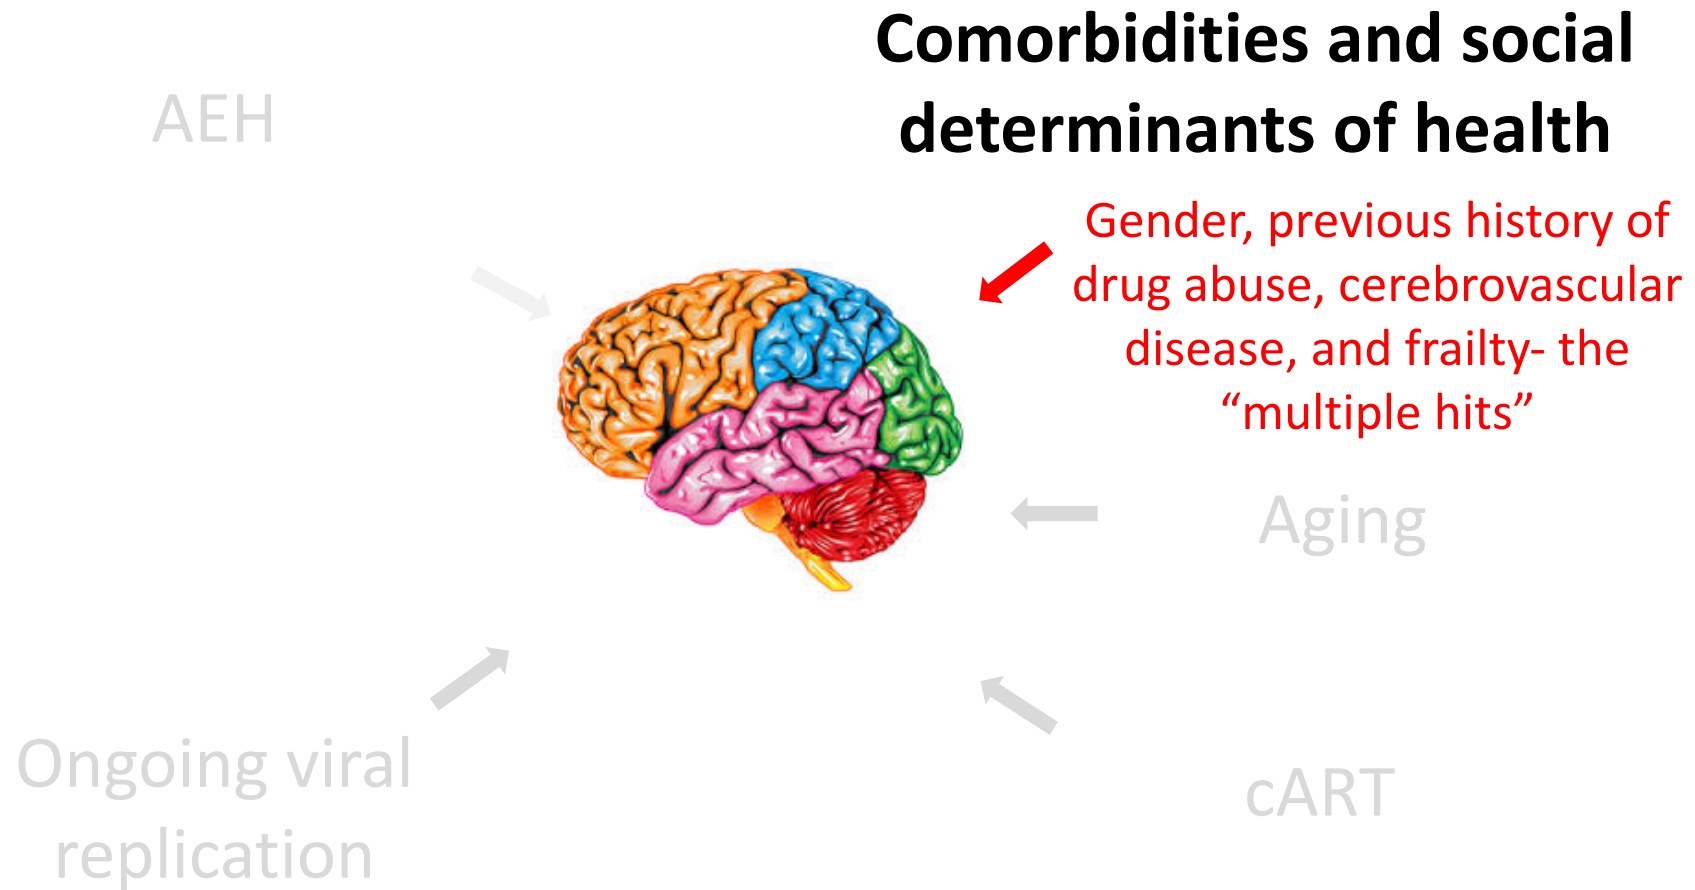 Comorbidities and social
determinants of health
AEH
Gender, previous history of
drug abuse, cerebrovascular
disease, and frailty- the
“multiple hits”
Aging
Ongoing viral
replication
cART